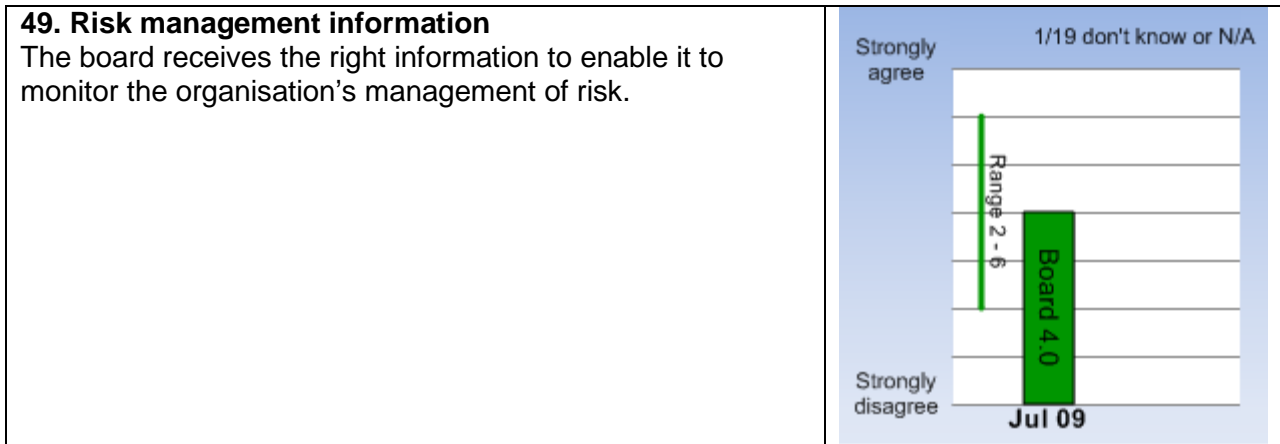 49. Risk management information
The board receives the right information to enable it to
monitor the organisation’s management of risk.
1/19 don't know or N/A
Strongly
agree
Range 2 - 6
Board 4.0
Strongly
disagree
Jul 09